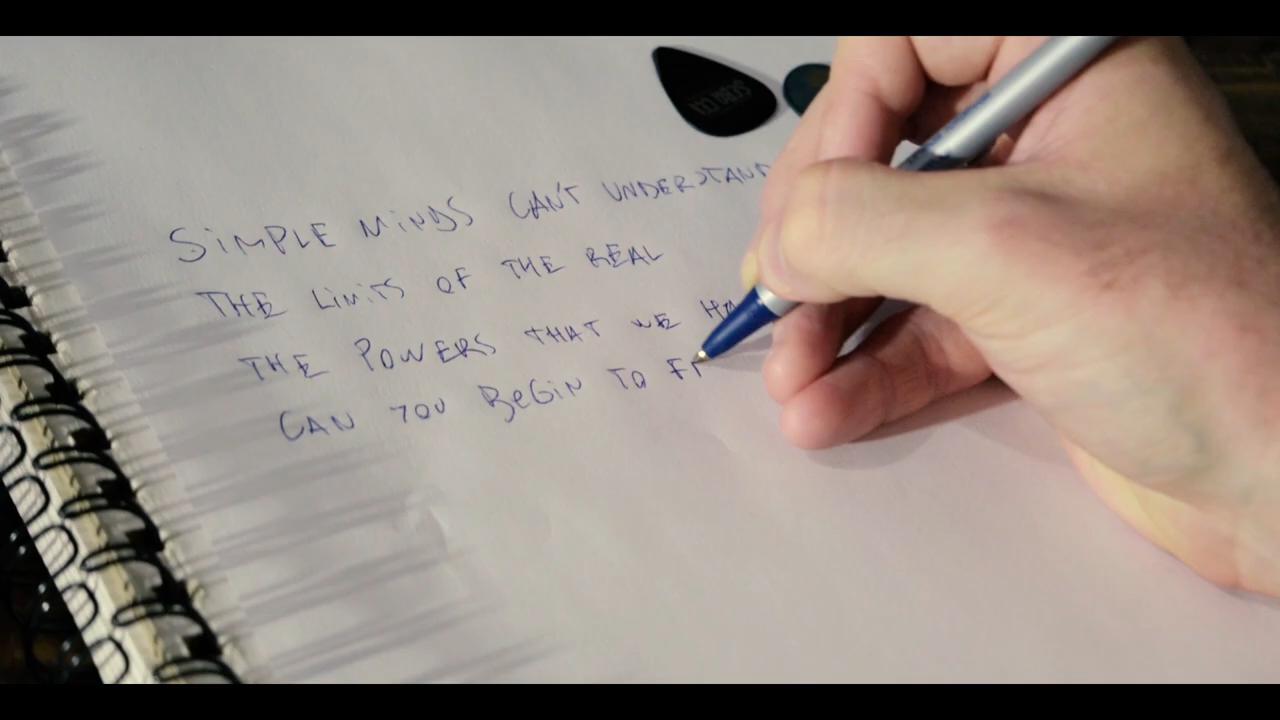 SiMPLE MiNDS CAN'T UNDERSTAND
THE LiMiTS OF THE REAL
THE POWERS THAT WE
CAN YOU BEGiN TO